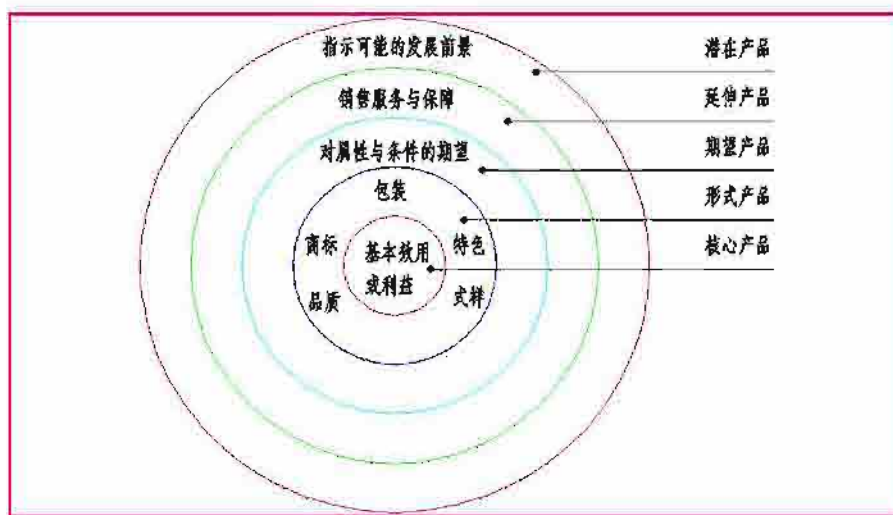 指示可能的发展前景
潜在产品
销售服务与保障
延伸产品
对属性与条件的期望
期望产品
包装
形式产品
商标
特色
核心产品
基本效用
或利益
品质
式样